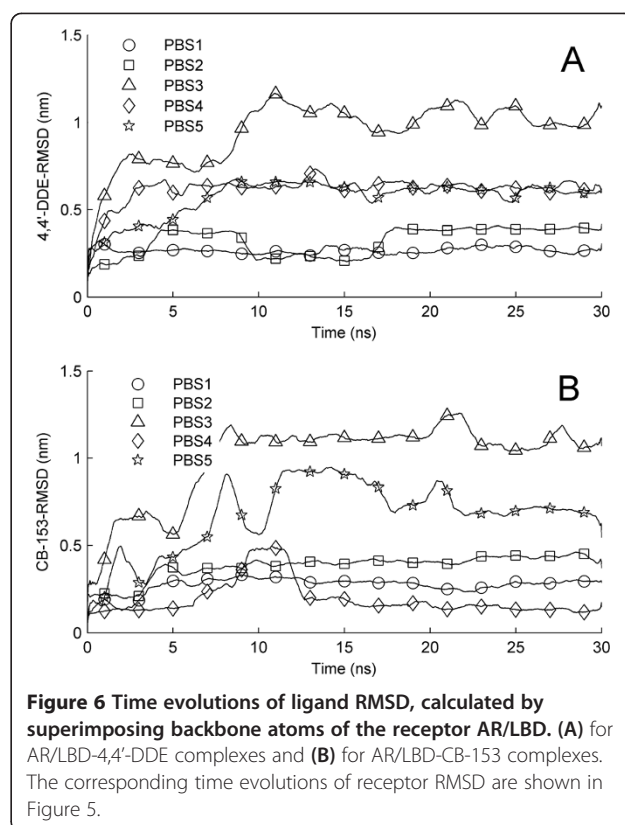 A
4,4'-DDE-RMSD (nm)
1.5
1
0.5
0
PBS1
PBS2
PBS3
PBS4
PBS5
0 5 10 15 20 25 30
Time (ns)
B
CB-153-RMSD (nm)
1.5
1
0.5
0
PBS1
PBS2
PBS3
PBS4
PBS5
0 5 10 15 20 25 30
Time (ns)
Figure 6 Time evolutions of ligand RMSD, calculated by
superimposing backbone atoms of the receptor AR/LBD. (A) for
AR/LBD-4,4'-DDE complexes and (B) for AR/LBD-CB-153 complexes.
The corresponding time evolutions of receptor RMSD are shown in
Figure 5.